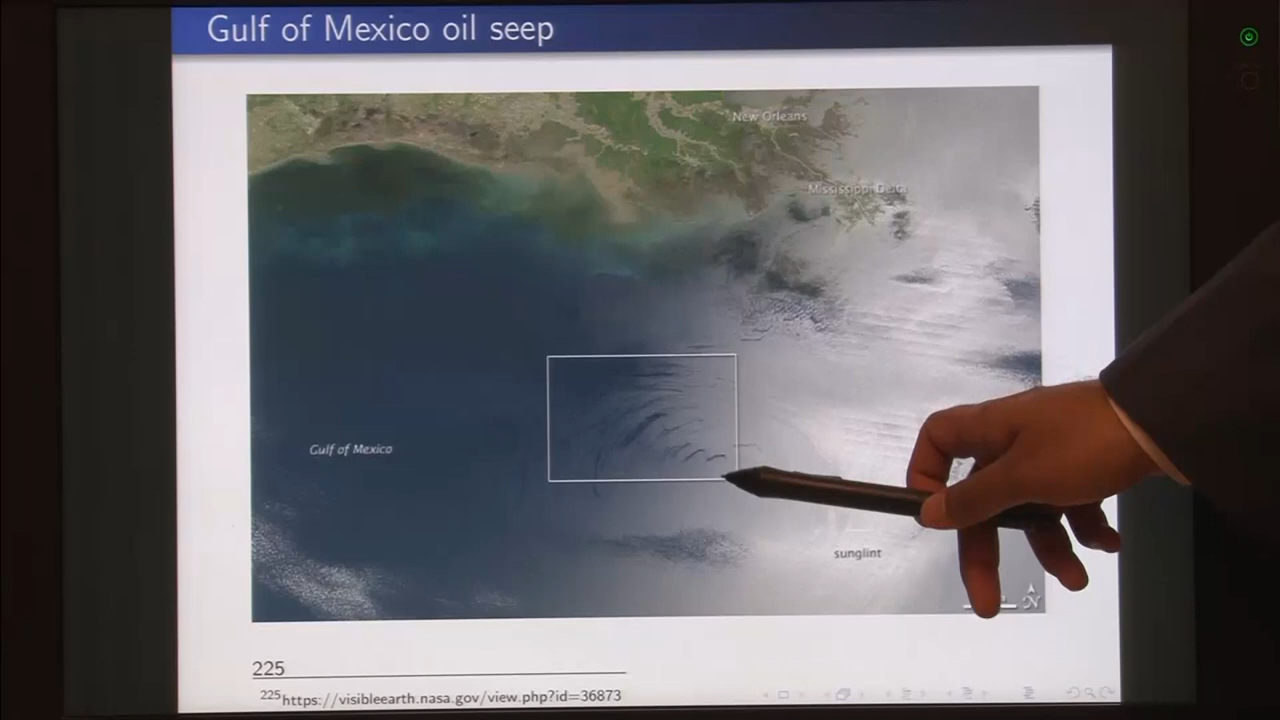 Gulf of Mexico oil seep
New Orleans
Mississippi Delta
Gulf of Mexico
sunglint
N
225
225https://visibleearth.nasa.gov/view.php?id=36873